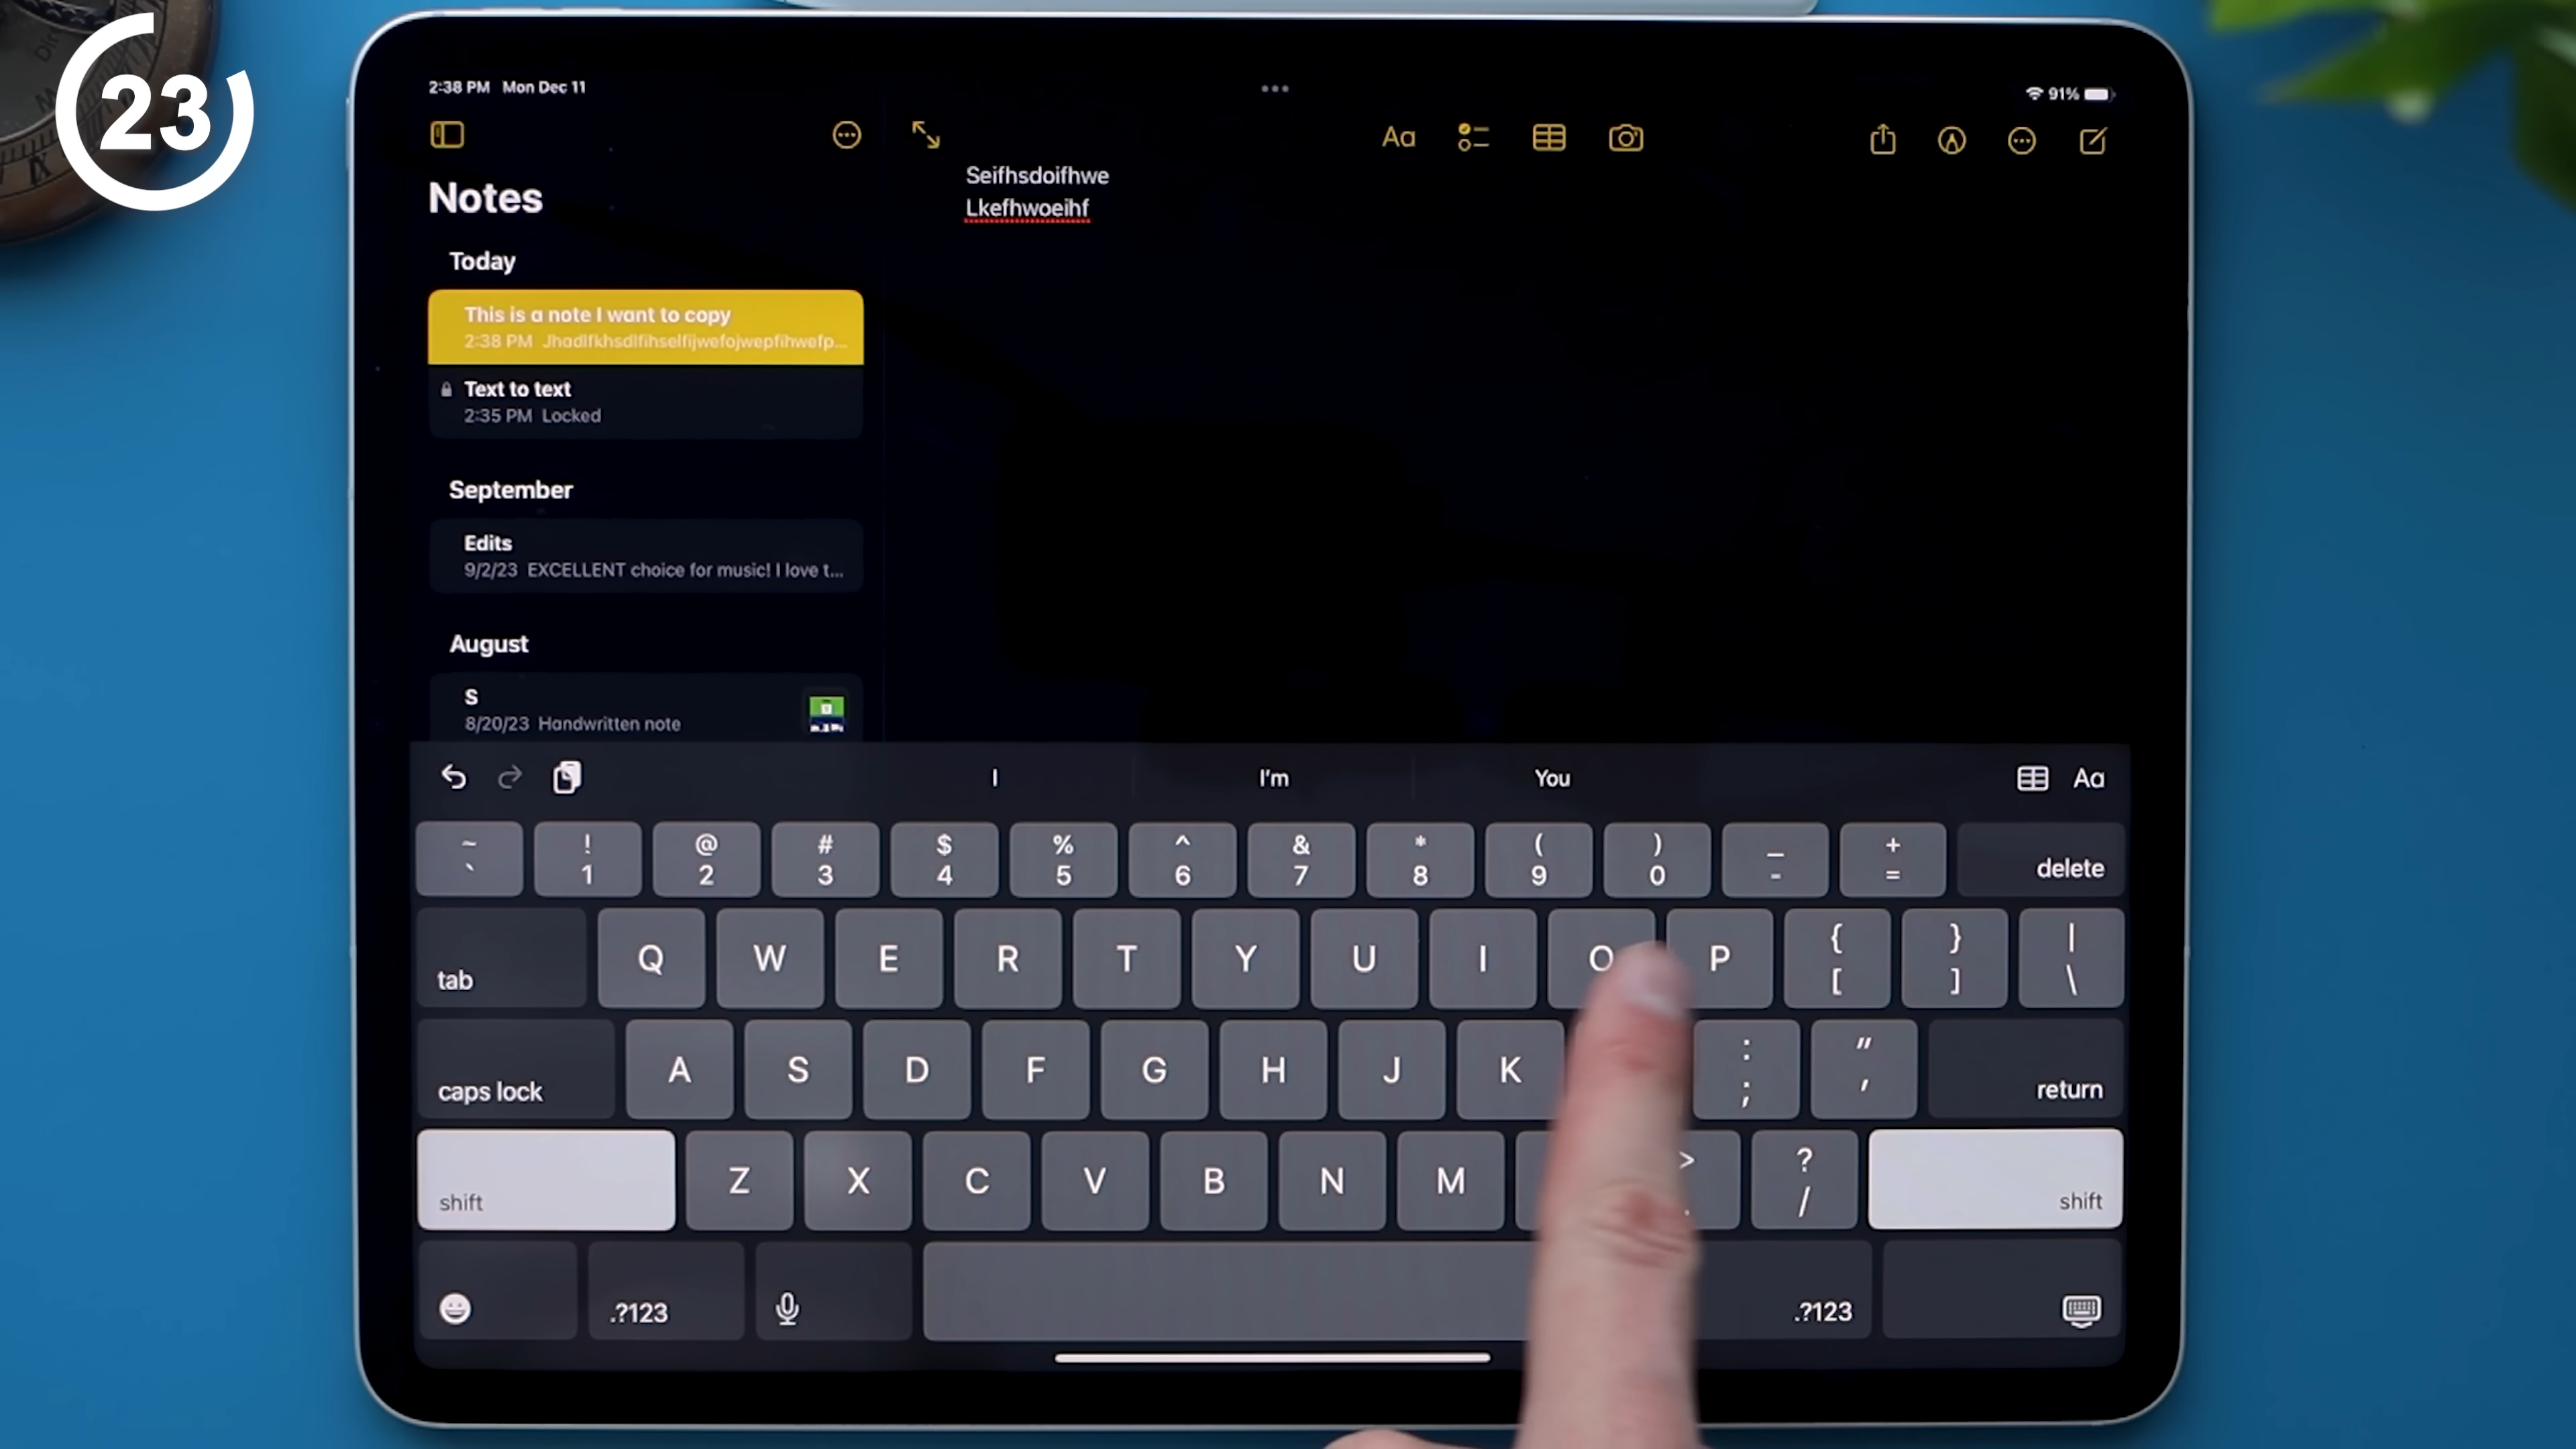 23
2:38 PM Mon Dec 11
91%
Notes
Aa
Seifhsdoifhwe
Lkefhwoeihf
Today
This is a note I want to copy
2:38 PM Jhadlfkhsdlfihselfijwefojwepfihwefp...
Text to text
2:35 PM Locked
September
Edits
9/2/23 EXCELLENT choice for music! I love t...
August
S
8/20/23 Handwritten note
I I'm You Aa
~ ! @ # $ % ^ & * ( ) _ +
` 1 2 3 4 5 6 7 8 9 0 - = delete
tab Q W E R T Y U I O P { [ } ] | \
caps lock A S D F G H J K : ; " ' return
shift Z X C V B N M > . ? / shift
.?123 .?123